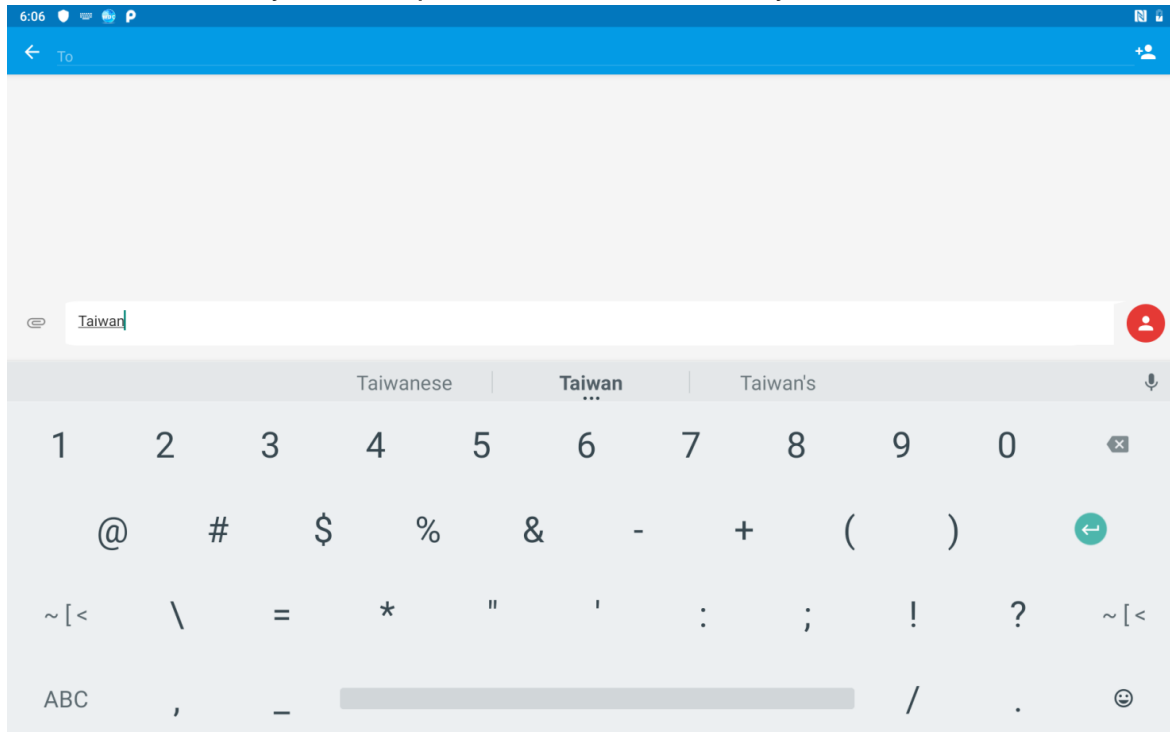 6:06
To
Taiwan
Taiwanese Taiwan Taiwan's
1 2 3 4 5 6 7 8 9 0
@ # $ % & - + ( )
~ [ < \ = * " ' : ; ! ? ~ [ <
ABC , _ / .